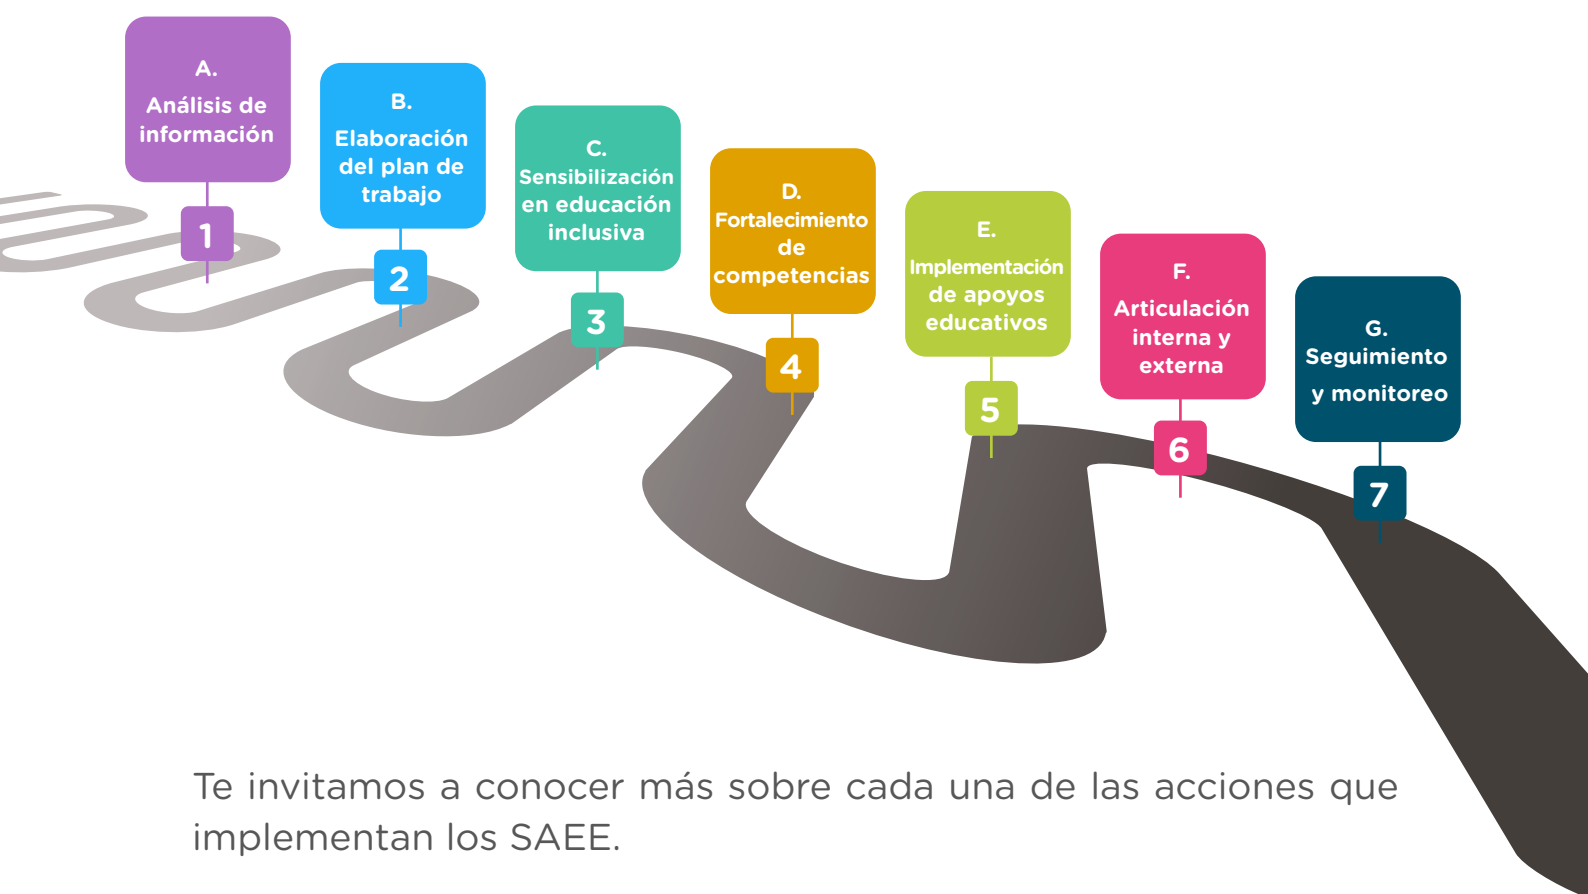 A.
Análisis de
información
1
B.
Elaboración
del plan de
trabajo
2
C.
Sensibilización
en educación
inclusiva
3
D.
Fortalecimiento
de
competencias
4
E.
Implementación
de apoyos
educativos
5
F.
Articulación
interna y
externa
6
G.
Seguimiento
y monitoreo
7
Te invitamos a conocer más sobre cada una de las acciones que
implementan los SAEE.